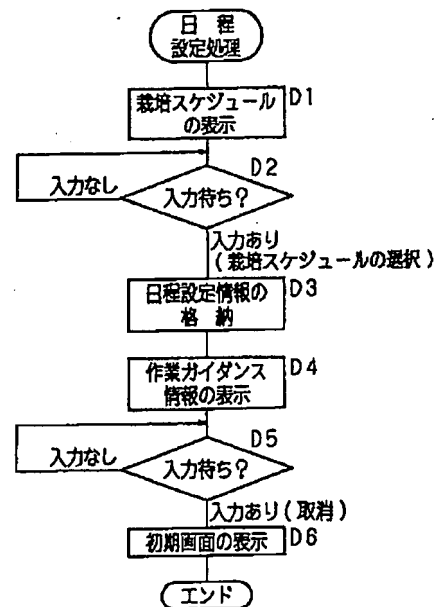 日 程
設定処理
栽培スケジュール
の表示
D1
D2
入力なし
入力待ち?
入力あり
(栽培スケジュールの選択)
日程設定情報の
格 納
D3
作業ガイダンス
情報の表示
D4
D5
入力なし
入力待ち?
入力あり(取消)
初期画面の表示
D6
エンド